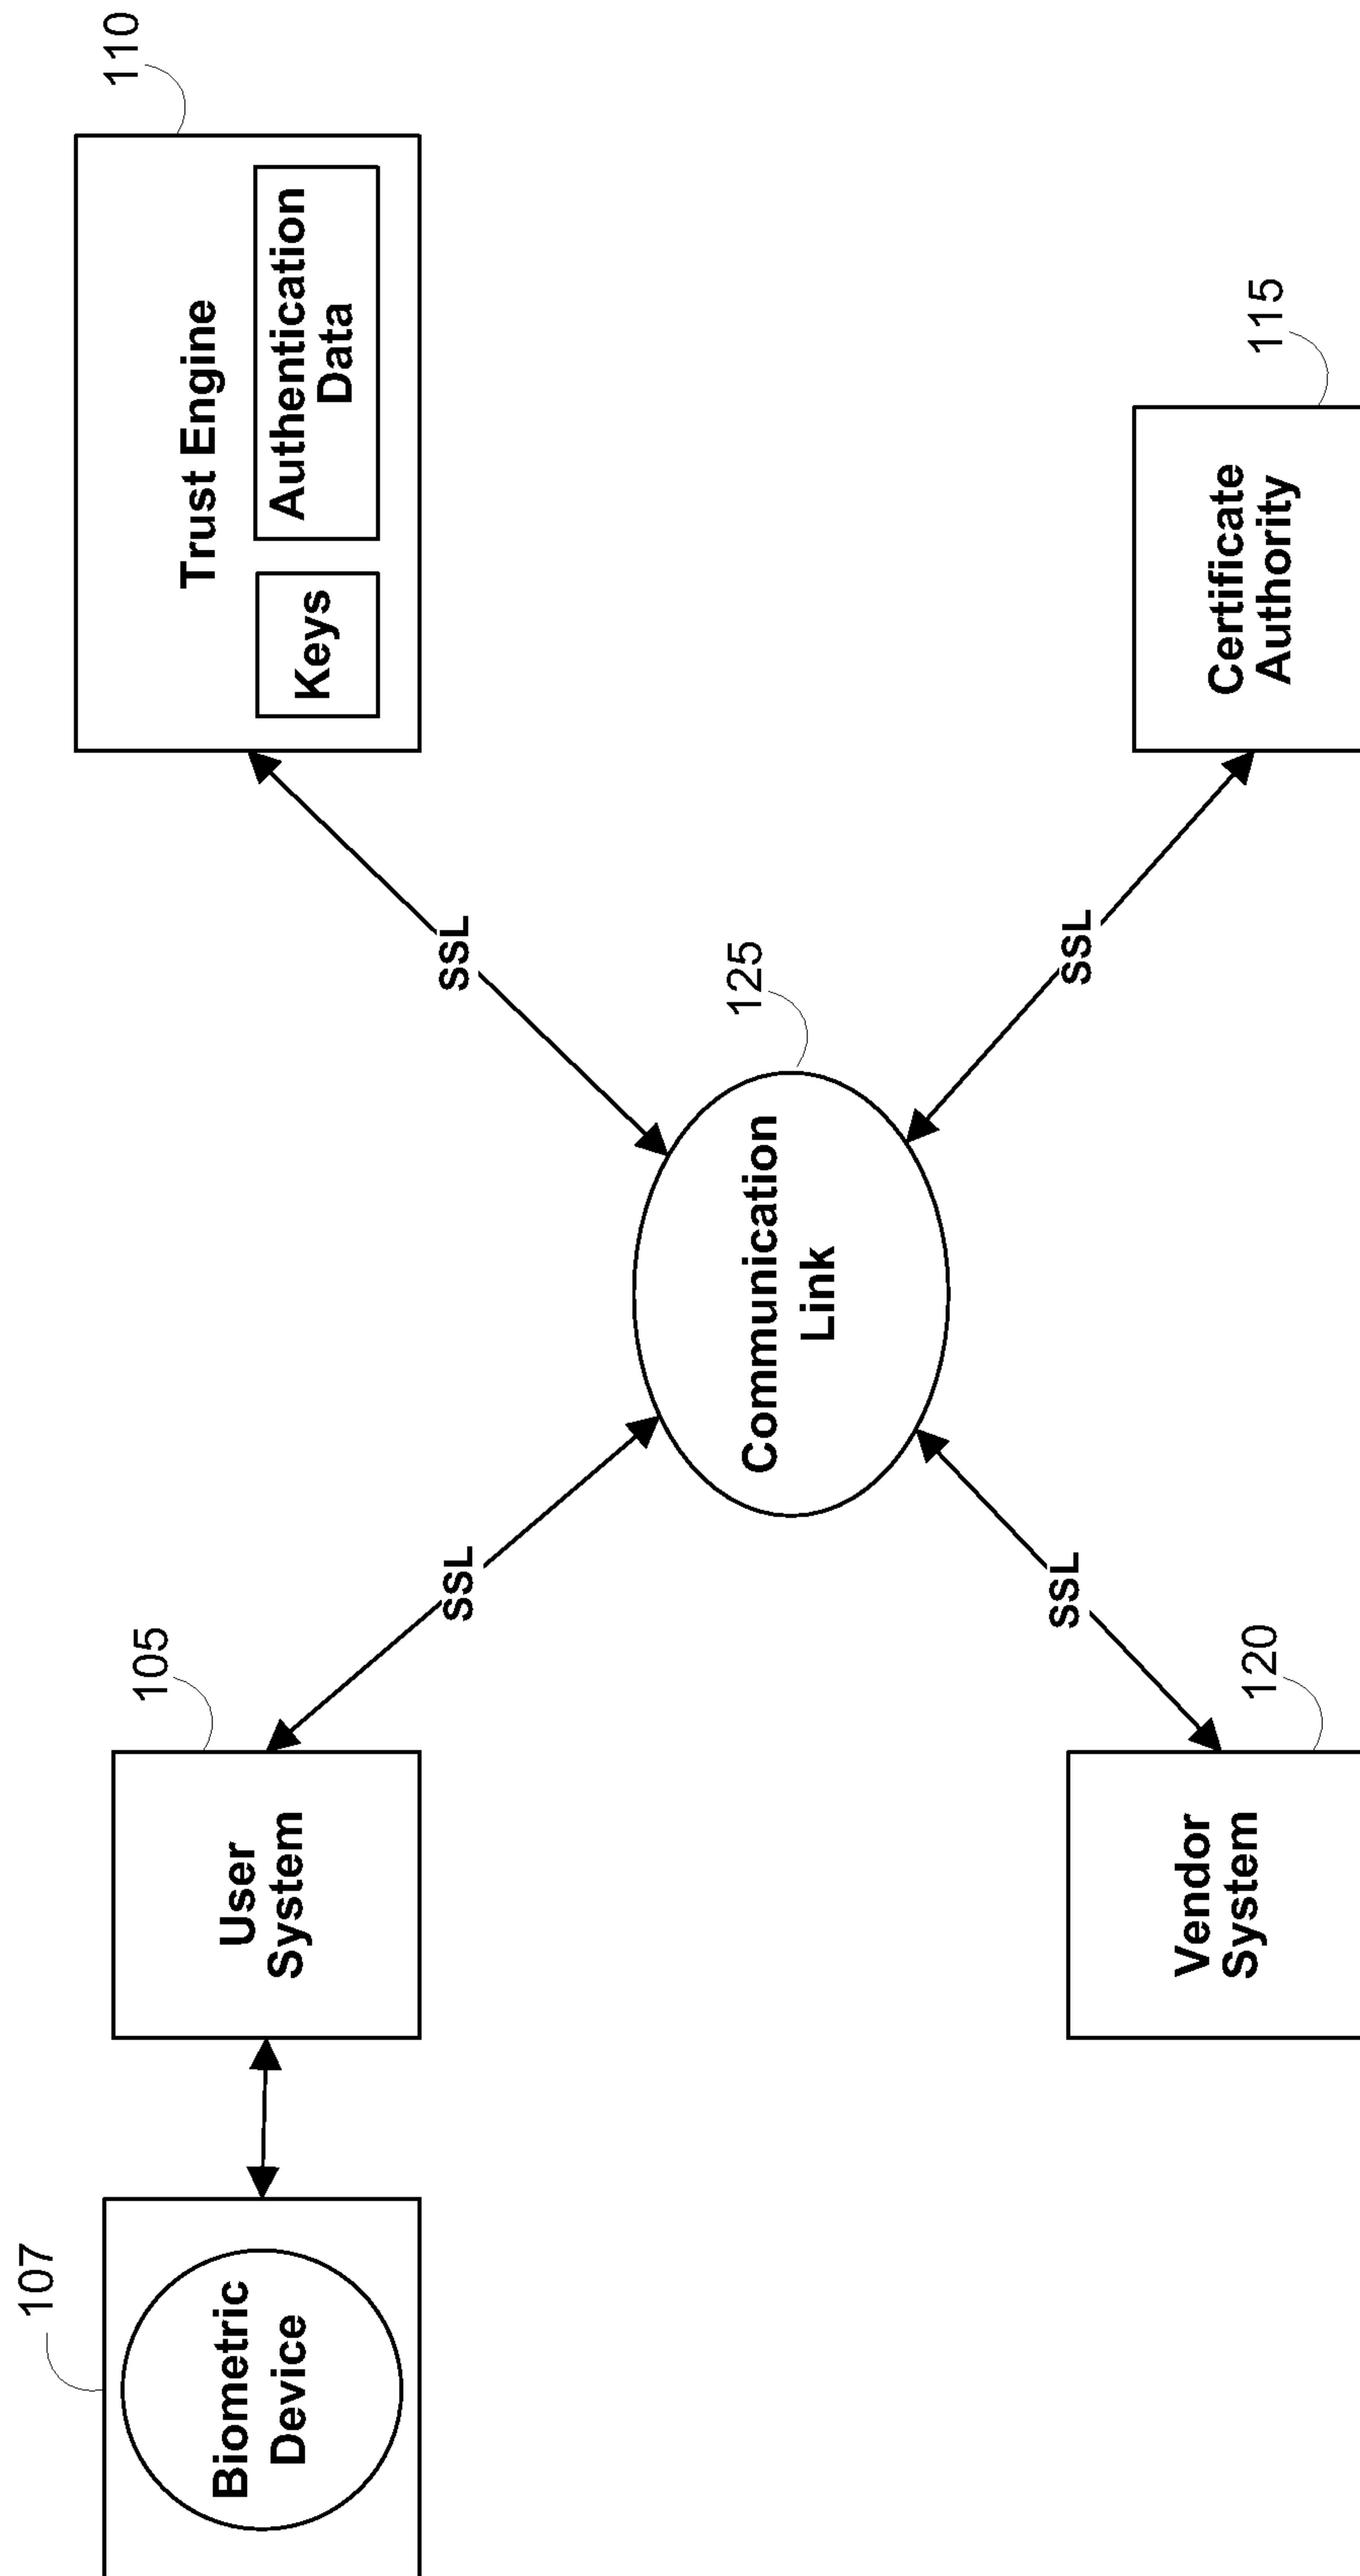 107
Biometric
Device
105
User
System
SSL
110
Trust Engine
Keys
Authentication
Data
SSL
125
Communication
Link
120
Vendor
System
SSL
115
Certificate
Authority
SSL